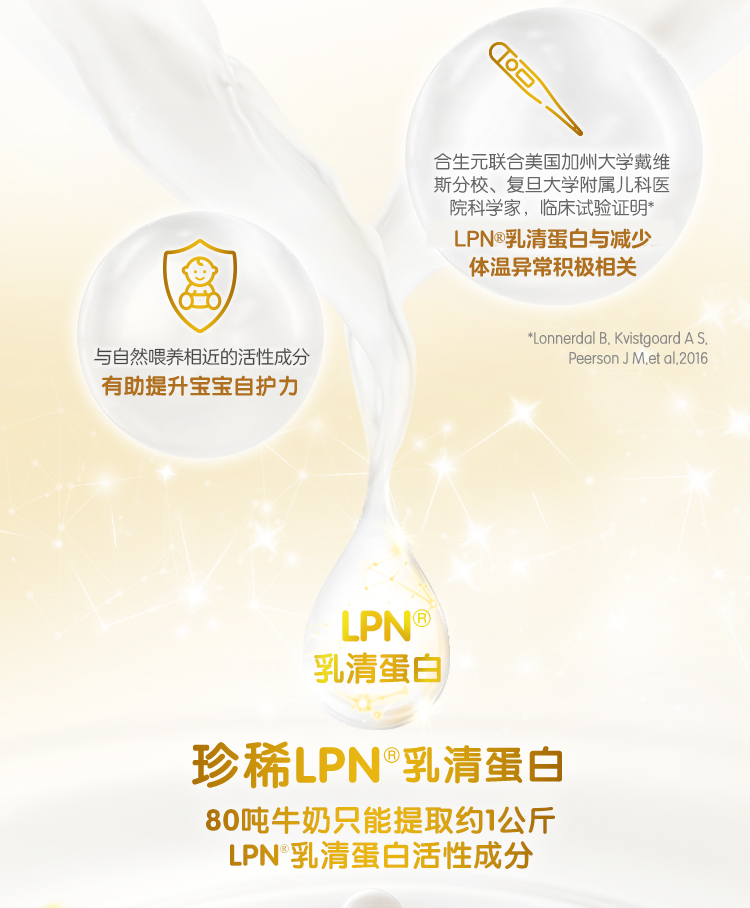 合生元联合美国加州大学戴维
斯分校、复旦大学附属儿科医
院科学家，临床试验证明*
LPN®乳清蛋白与减少
体温异常积极相关
与自然喂养相近的活性成分
有助提升宝宝自护力
*Lonnerdal B, Kvistgoard A S,
Peerson J M,et al,2016
LPN®
乳清蛋白
珍稀LPN®乳清蛋白
80吨牛奶只能提取约1公斤
LPN®乳清蛋白活性成分